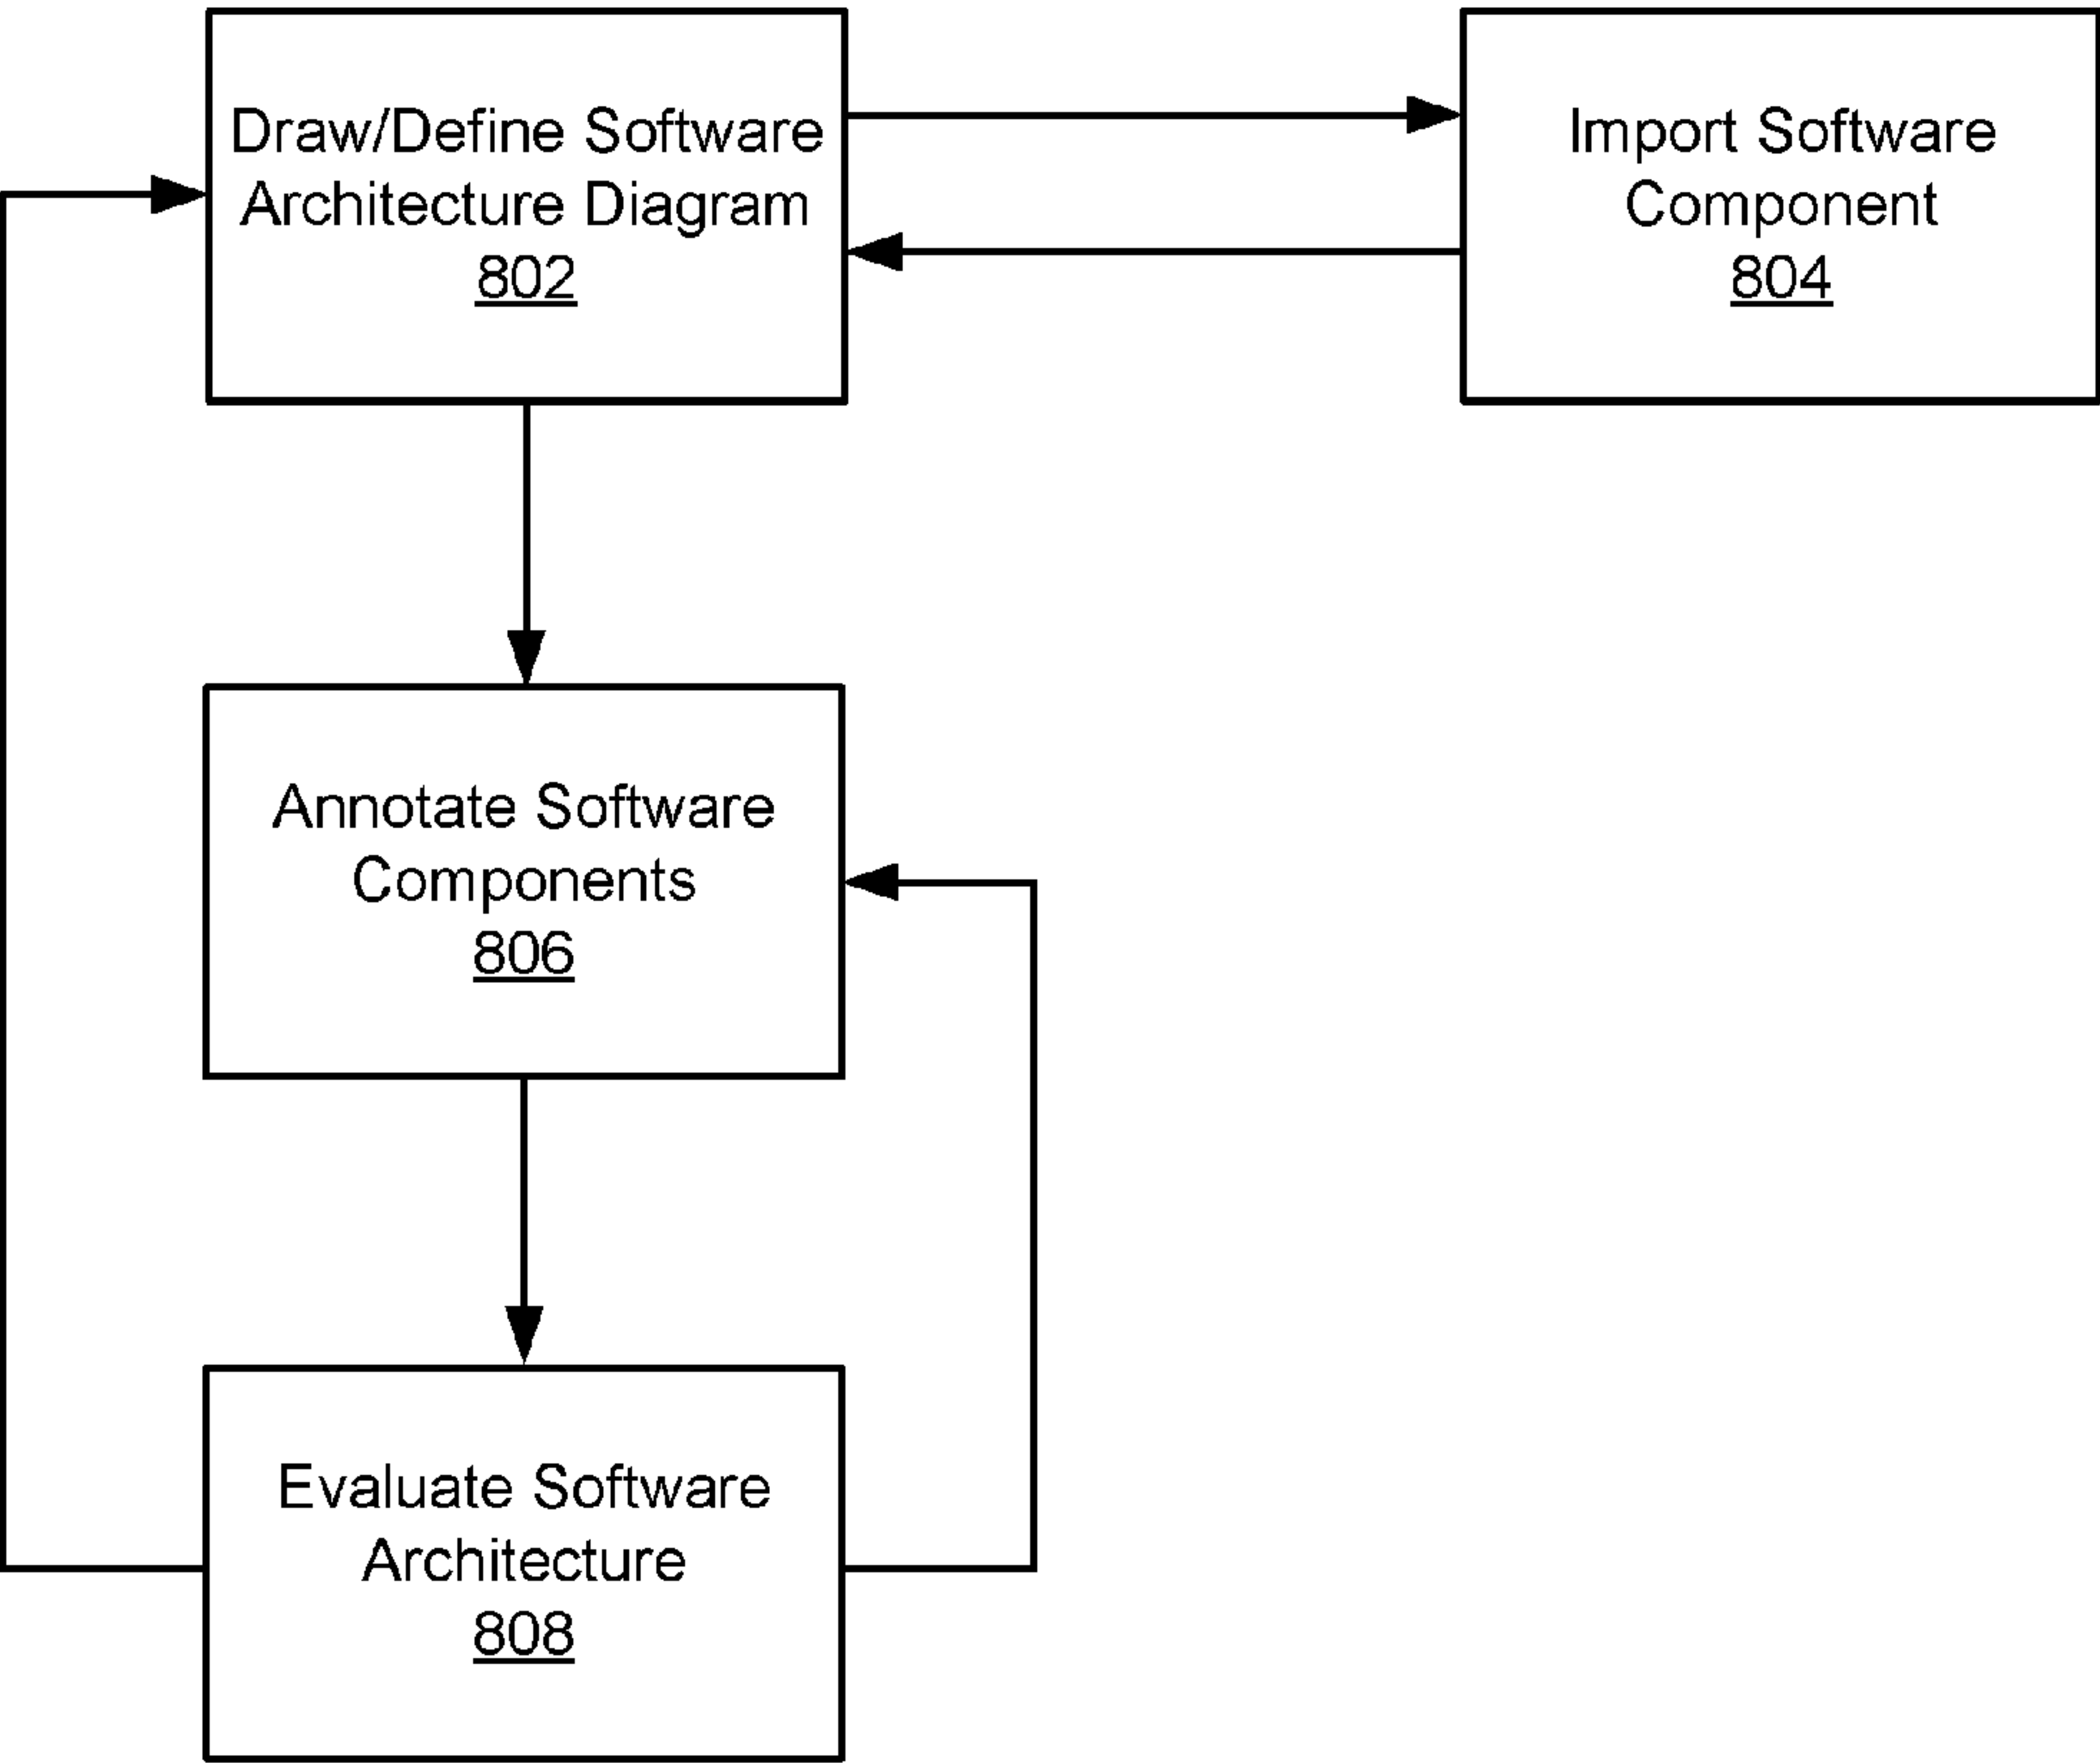 Draw/Define Software
Architecture Diagram
802
Import Software
Component
804
Annotate Software
Components
806
Evaluate Software
Architecture
808